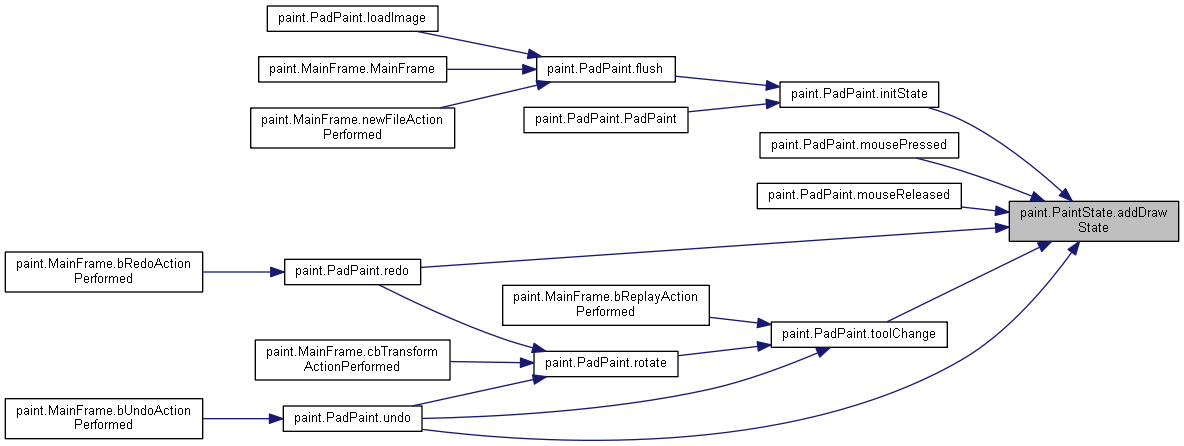 paint.PadPaint.loadImage
paint.MainFrame.MainFrame
paint.PadPaint.flush
paint.PadPaint.initState
paint.MainFrame.newFileAction
Performed
paint.PadPaint.PadPaint
paint.PadPaint.mousePressed
paint.PadPaint.mouseReleased
paint.PaintState.addDraw
State
paint.MainFrame.bRedoAction
Performed
paint.PadPaint.redo
paint.MainFrame.bReplayAction
Performed
paint.PadPaint.toolChange
paint.MainFrame.cbTransform
ActionPerformed
paint.PadPaint.rotate
paint.MainFrame.bUndoAction
Performed
paint.PadPaint.undo